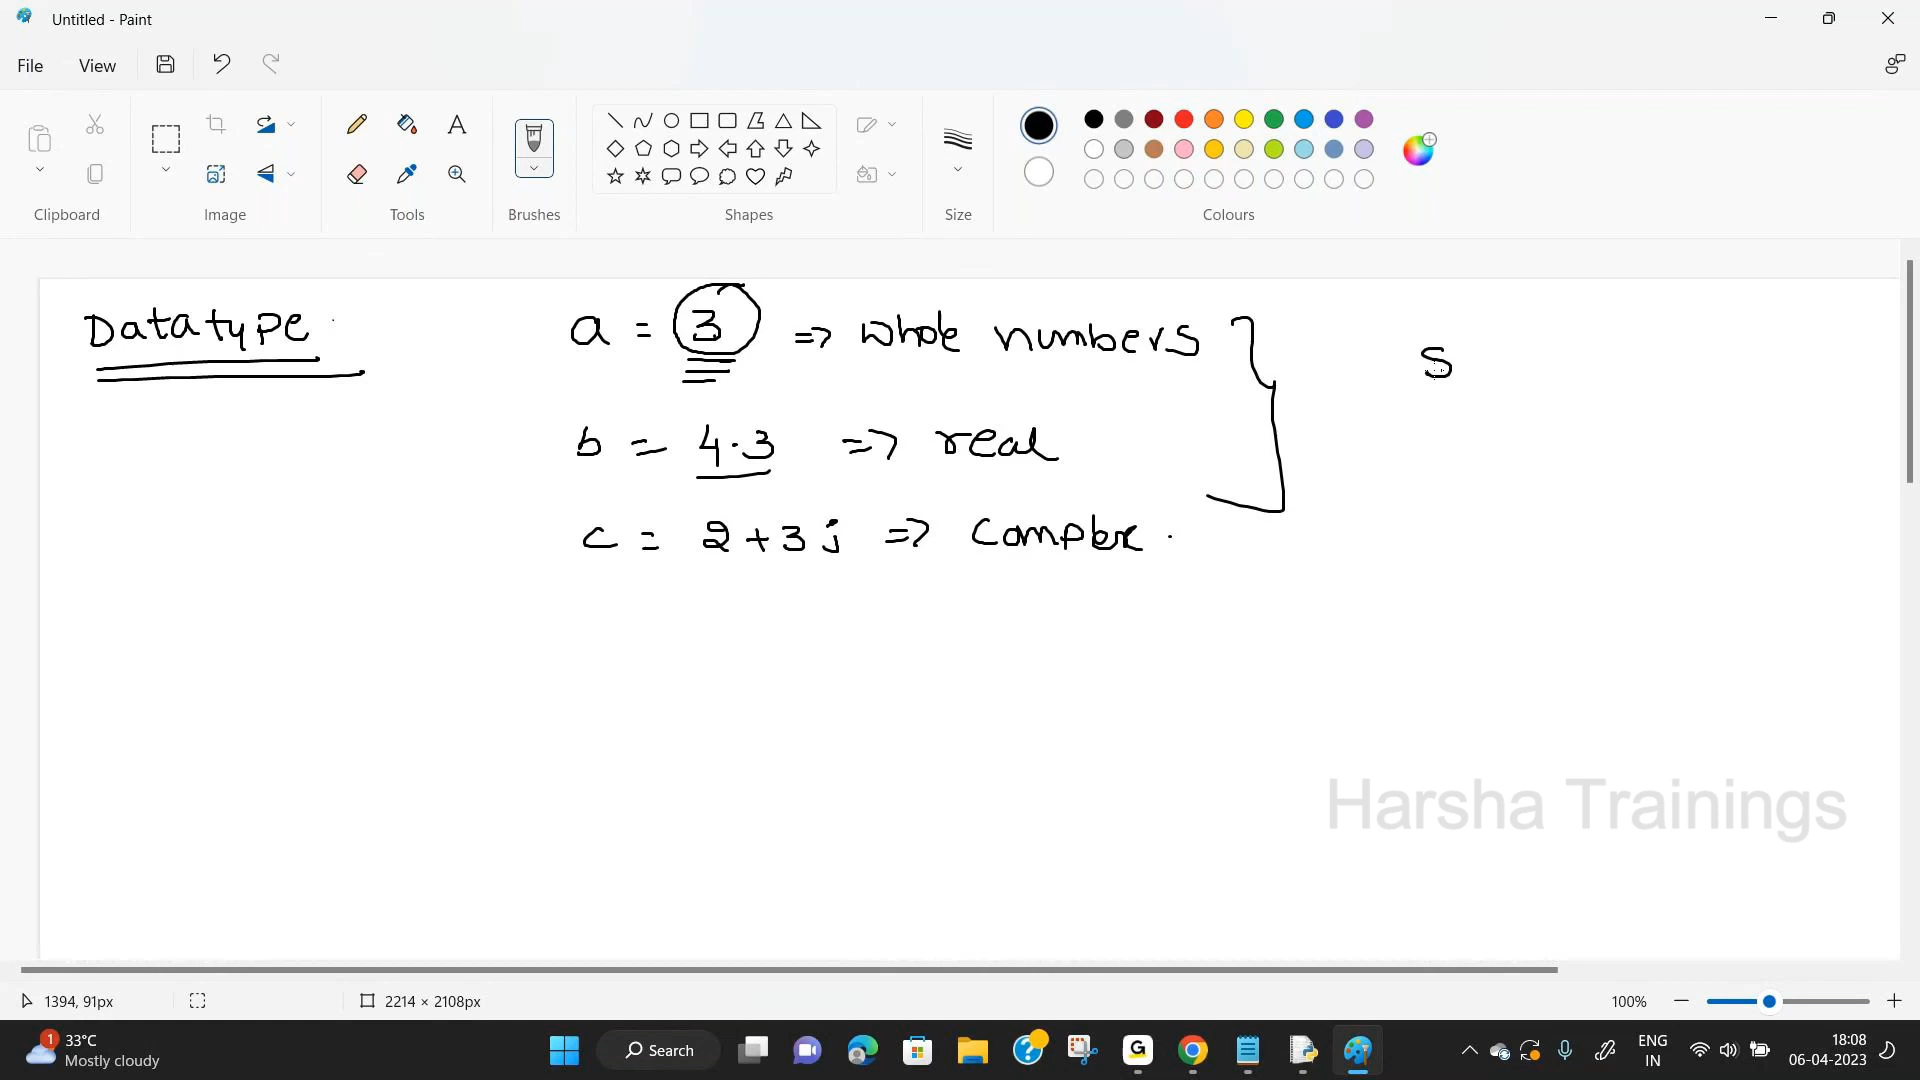 Untitled - Paint
File View
Clipboard Image Tools Brushes Shapes Size Colours
Datatype a = 3 => whole numbers S
b = 4.3 => real
c = 2+3j => Complex .
Harsha Trainings
1394, 91px 2214 × 2108px 100%
1 33°C Search ENG 18:08
Mostly cloudy IN 06-04-2023